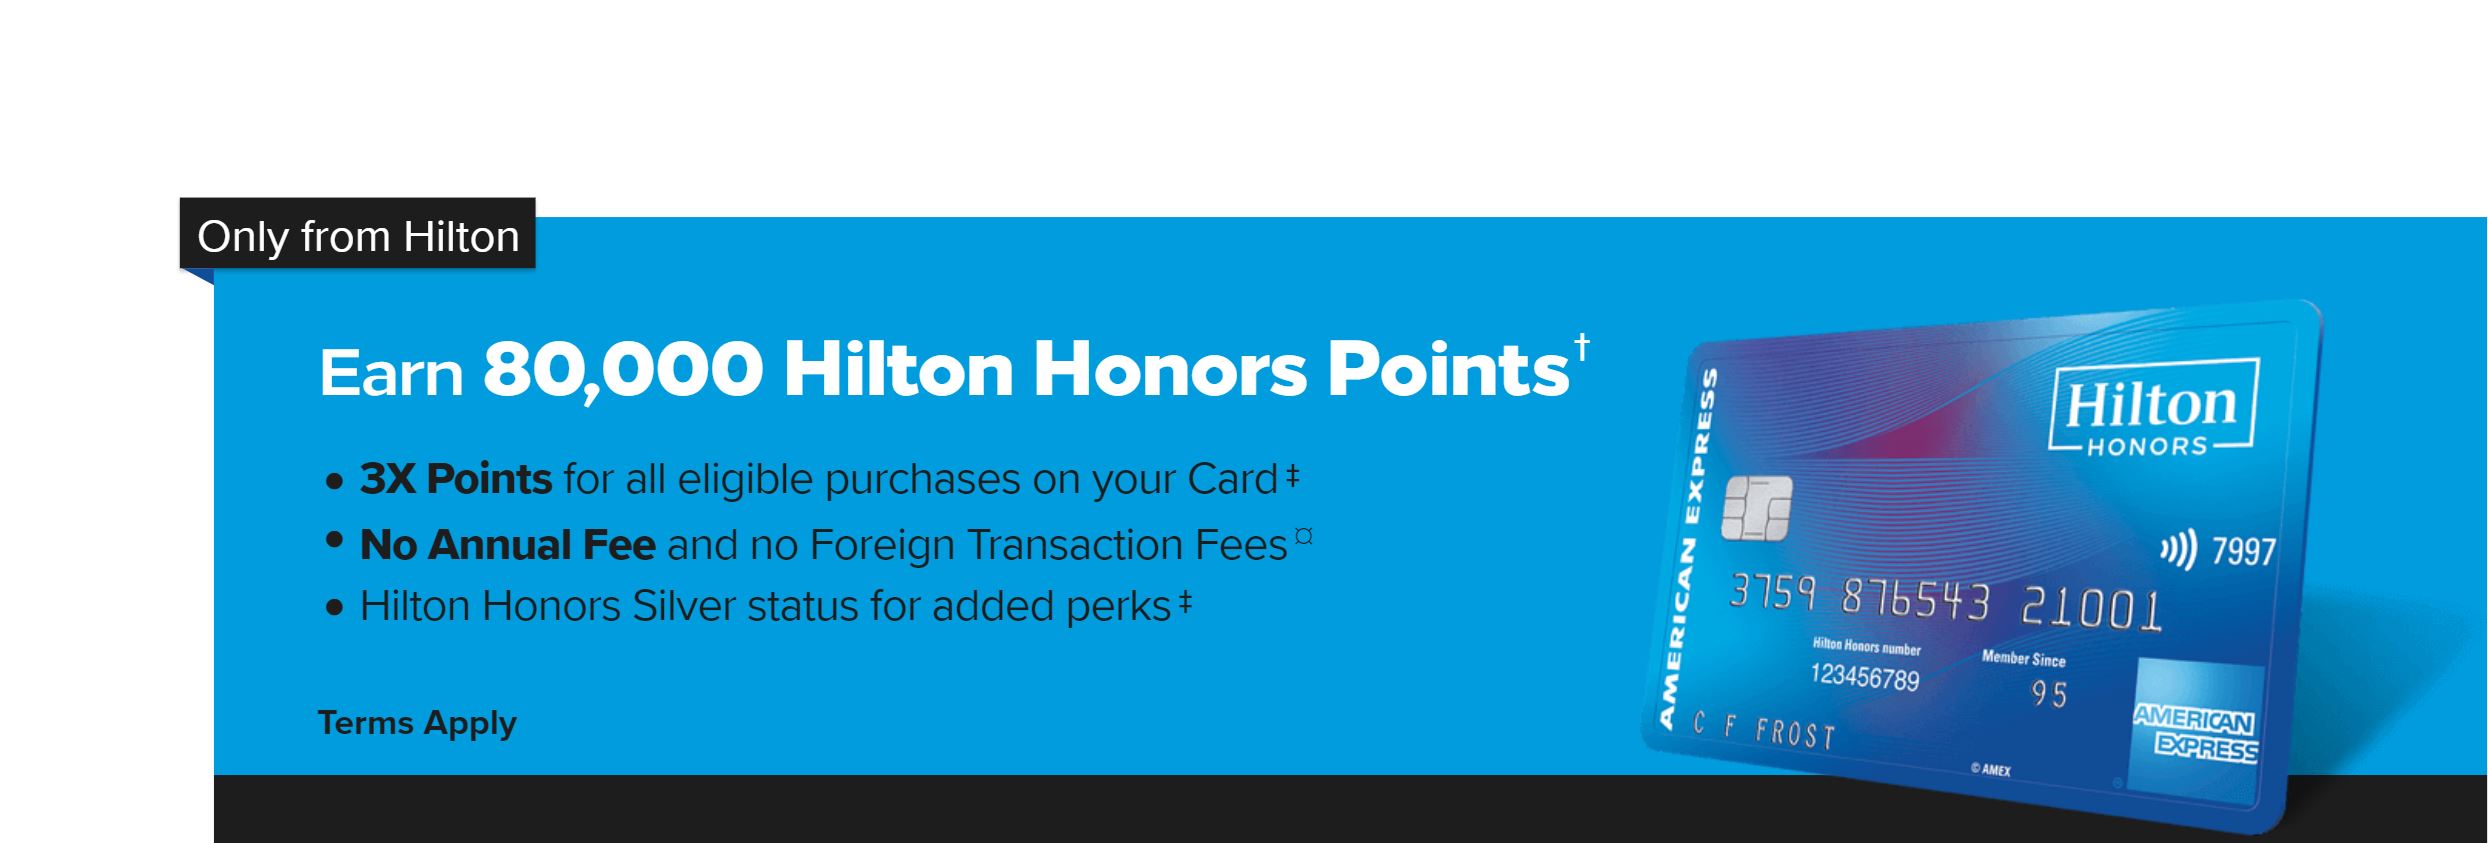 Only from Hilton
Earn 80,000 Hilton Honors Points†
• 3X Points for all eligible purchases on your Card‡
• No Annual Fee and no Foreign Transaction Fees¤
• Hilton Honors Silver status for added perks‡
Terms Apply
AMERICAN EXPRESS
Hilton
HONORS
7997
3759 876543 21001
Hilton Honors number
123456789
Member Since
95
C F FROST
© AMEX
AMERICAN
EXPRESS
®